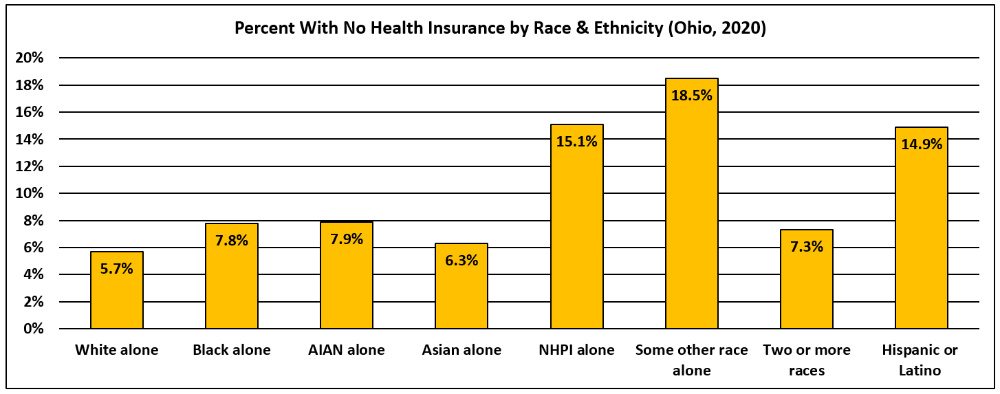 Percent With No Health Insurance by Race & Ethnicity (Ohio, 2020)
20%
18%
16%
14%
12%
10%
8%
6%
4%
2%
0%
5.7%
7.8%
7.9%
6.3%
15.1%
18.5%
7.3%
14.9%
White alone
Black alone
AIAN alone
Asian alone
NHPI alone
Some other race
alone
Two or more
races
Hispanic or
Latino